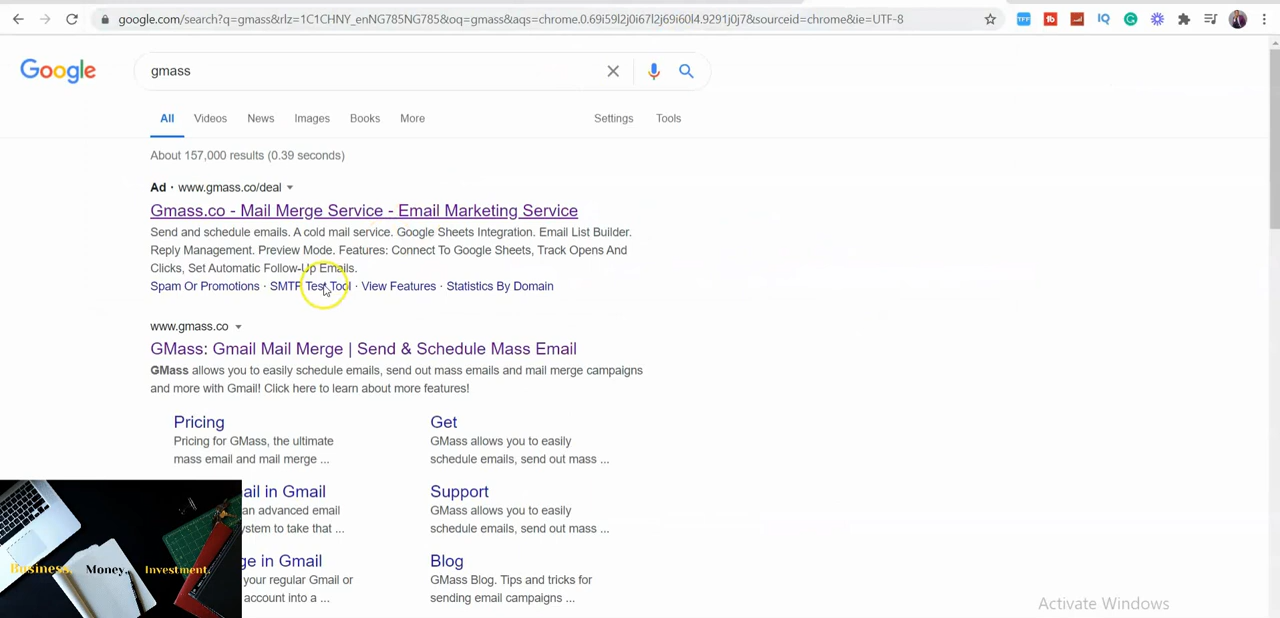 google.com/search?q=gmass&rlz=1C1CHNY_enNG785NG785&oq=gmass&aqs=chrome.0.69i59l2j0i67l2j69i60l4.9291j0j7&sourceid=chrome&ie=UTF-8
TFF
IQ
Google
gmass
All Videos News Images Books More Settings Tools
About 157,000 results (0.39 seconds)
Ad · www.gmass.co/deal
Gmass.co - Mail Merge Service - Email Marketing Service
Send and schedule emails. A cold mail service. Google Sheets Integration. Email List Builder.
Reply Management. Preview Mode. Features: Connect To Google Sheets, Track Opens And
Clicks, Set Automatic Follow-Up Emails.
Spam Or Promotions · SMTP Test Tool · View Features · Statistics By Domain
www.gmass.co
GMass: Gmail Mail Merge | Send & Schedule Mass Email
GMass allows you to easily schedule emails, send out mass emails and mail merge campaigns
and more with Gmail! Click here to learn about more features!
Pricing
Pricing for GMass, the ultimate
mass email and mail merge ...
Get
GMass allows you to easily
schedule emails, send out mass ...
ail in Gmail
an advanced email
ystem to take that ...
Support
GMass allows you to easily
schedule emails, send out mass ...
ge in Gmail
your regular Gmail or
account into a ...
Blog
GMass Blog. Tips and tricks for
sending email campaigns ...
Business. Money. Investment.
Activate Windows